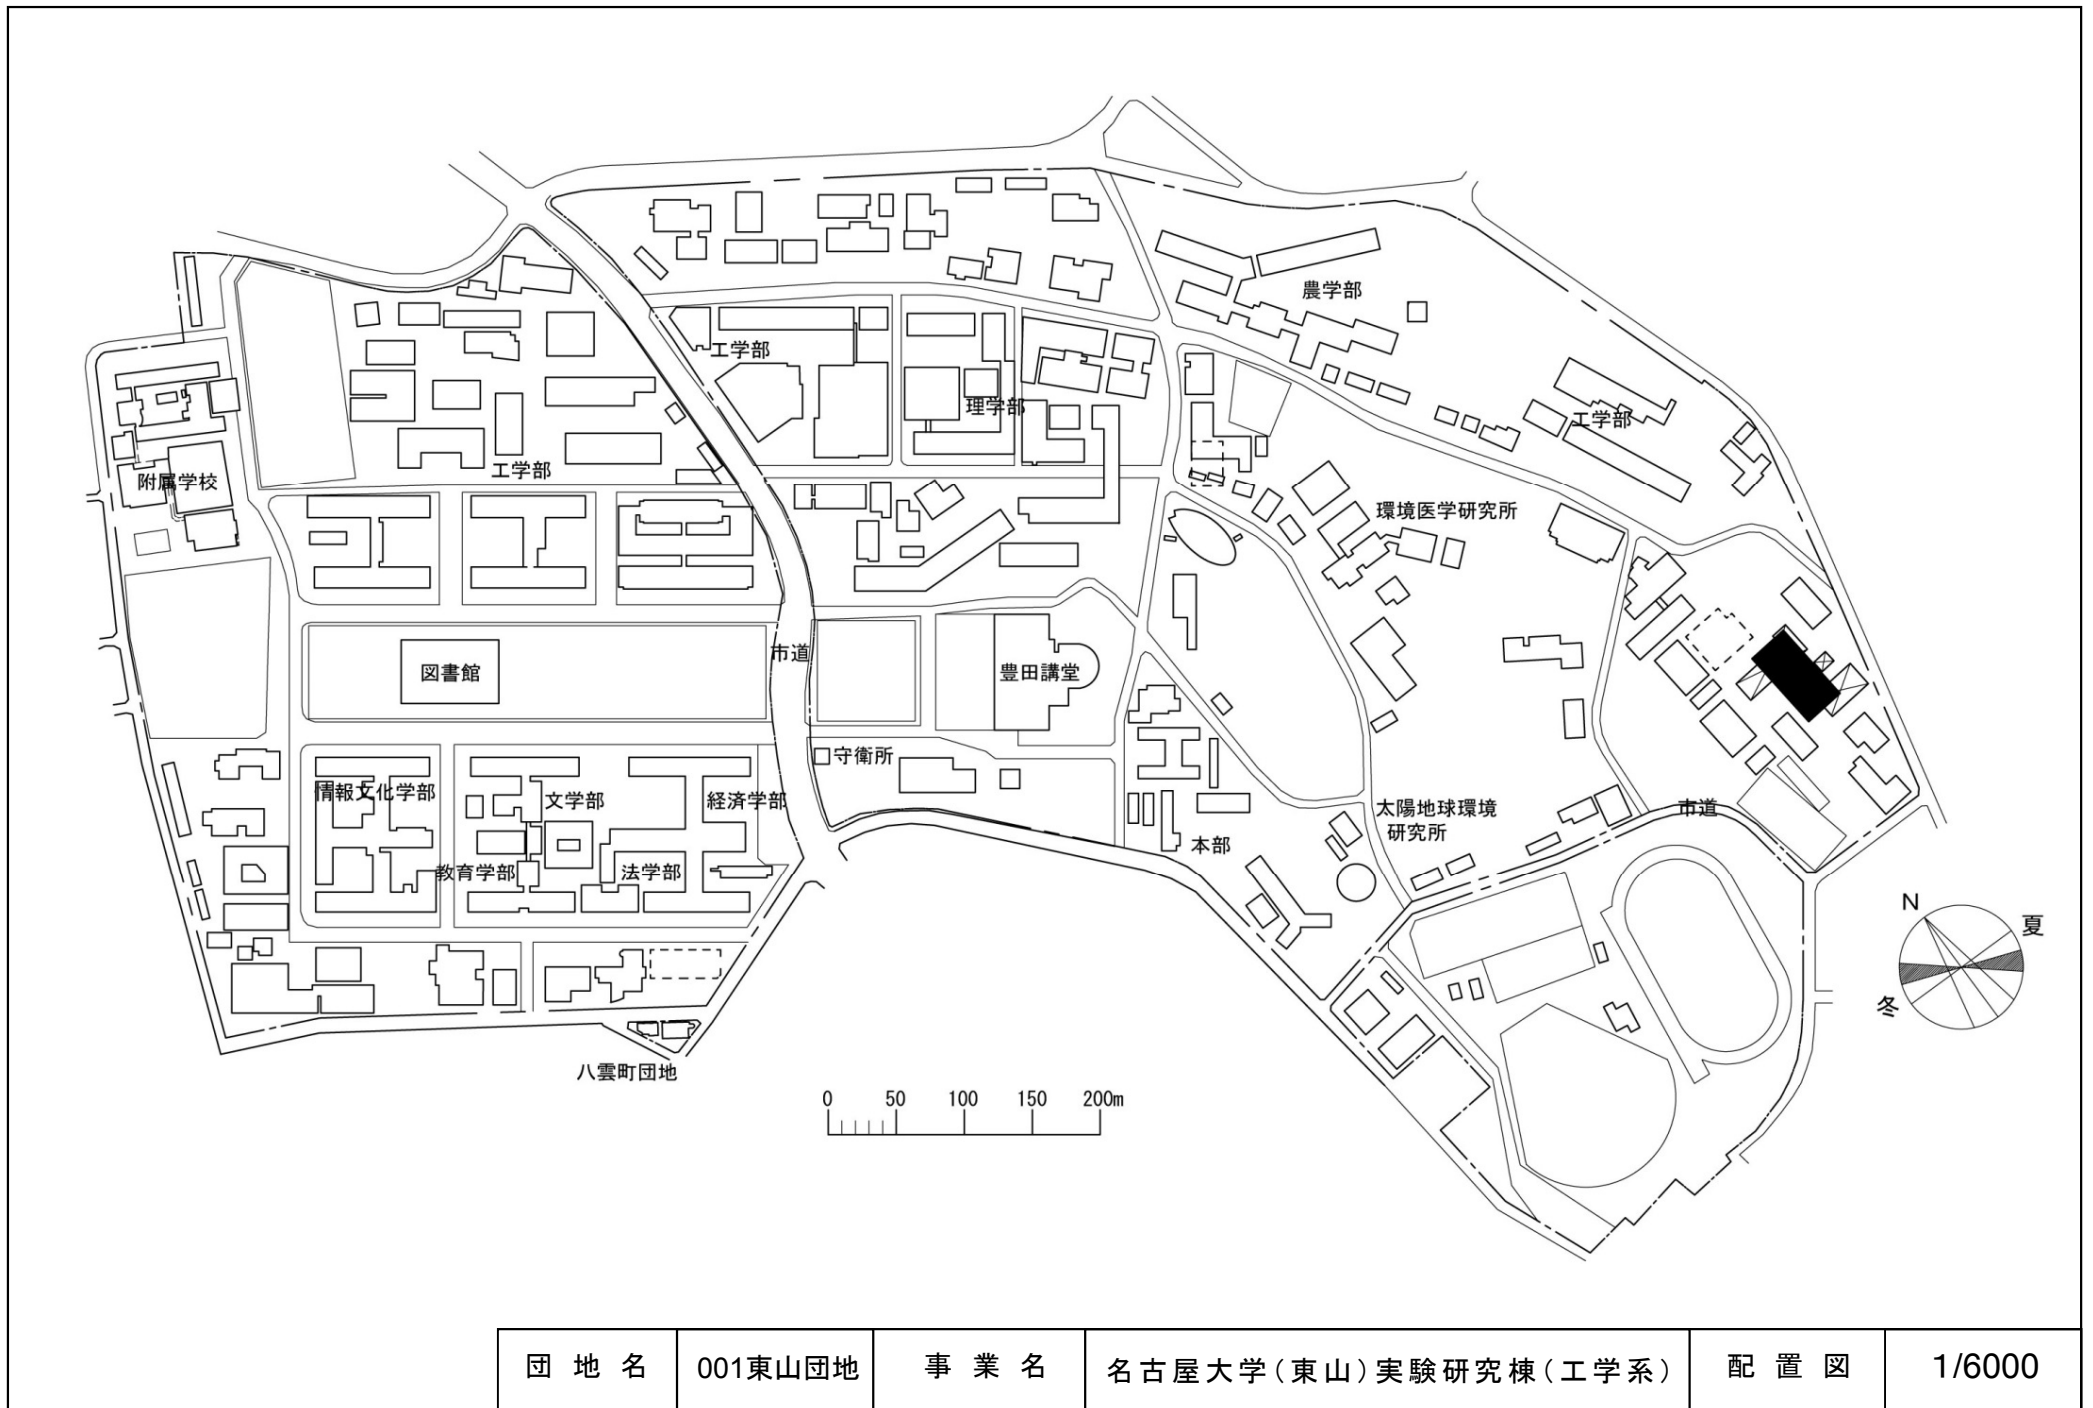 農学部
工学部
理学部
工学部
工学部
附属学校
環境医学研究所
図書館
市道
豊田講堂
守衛所
情報文化学部
文学部
経済学部
太陽地球環境
研究所
市道
本部
教育学部
法学部
N
夏
冬
八雲町団地
0 50 100 150 200m
団地名 001東山団地 事業名 名古屋大学(東山)実験研究棟(工学系) 配置図 1/6000